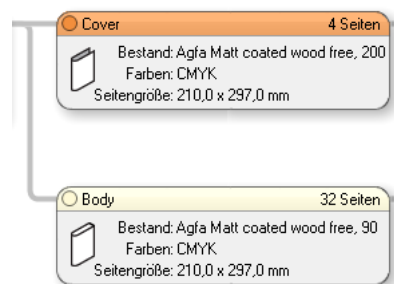 Cover 4 Seiten
Bestand: Agfa Matt coated wood free, 200
Farben: CMYK
Seitengröße: 210,0 x 297,0 mm
Body 32 Seiten
Bestand: Agfa Matt coated wood free, 90
Farben: CMYK
Seitengröße: 210,0 x 297,0 mm